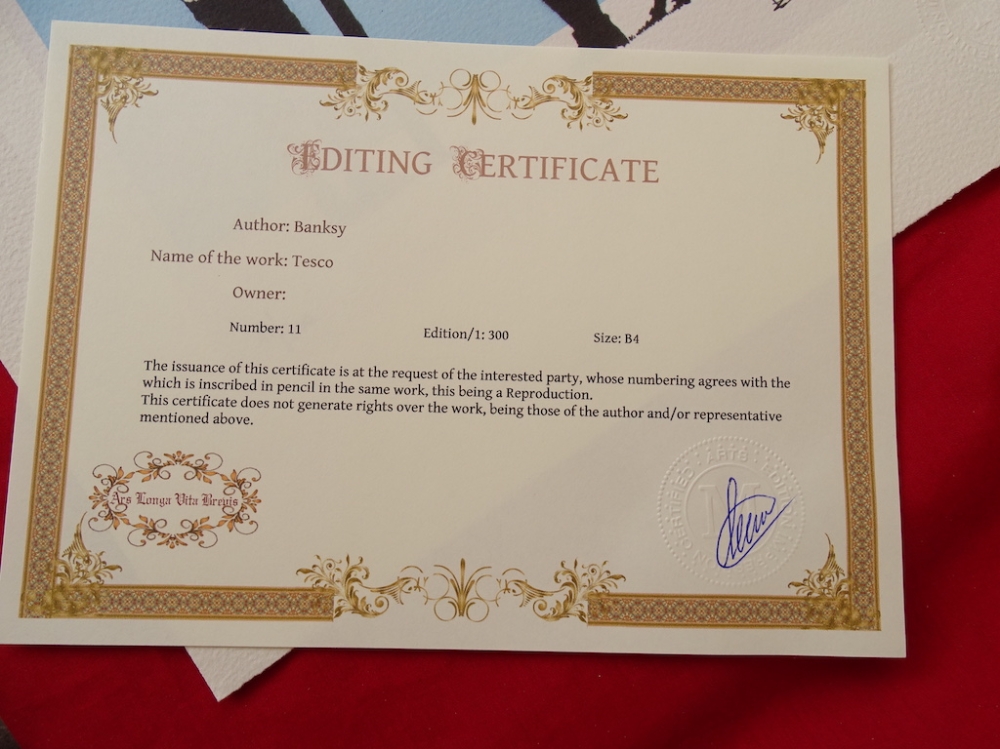 Editing Certificate
Author: Banksy
Name of the work: Tesco
Owner:
Number: 11 Edition/1: 300 Size: B4
The issuance of this certificate is at the request of the interested party, whose numbering agrees with the
which is inscribed in pencil in the same work, this being a Reproduction.
This certificate does not generate rights over the work, being those of the author and/or representative
mentioned above.
Ars Longa Vita Brevis
CERTIFIED ARTS